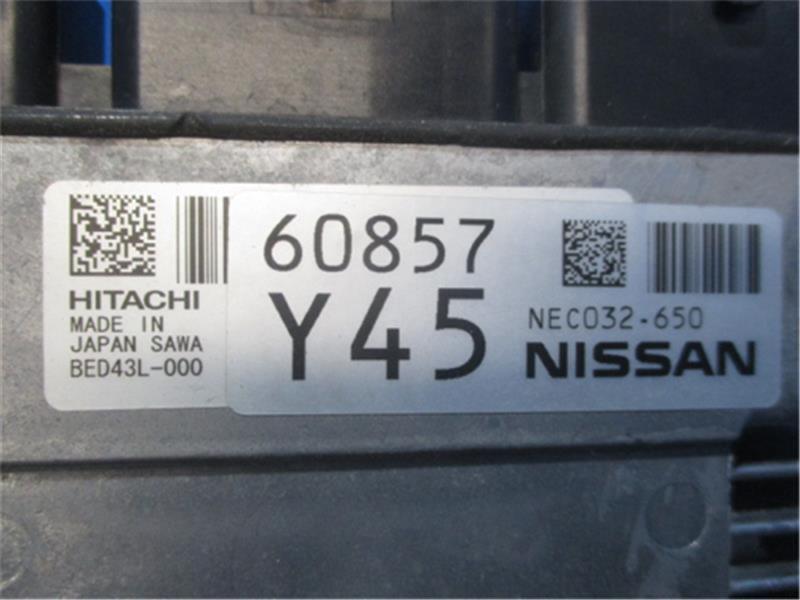 HITACHI
MADE IN
JAPAN SAWA
BED43L-000
60857
Y45
NEC032-650
NISSAN